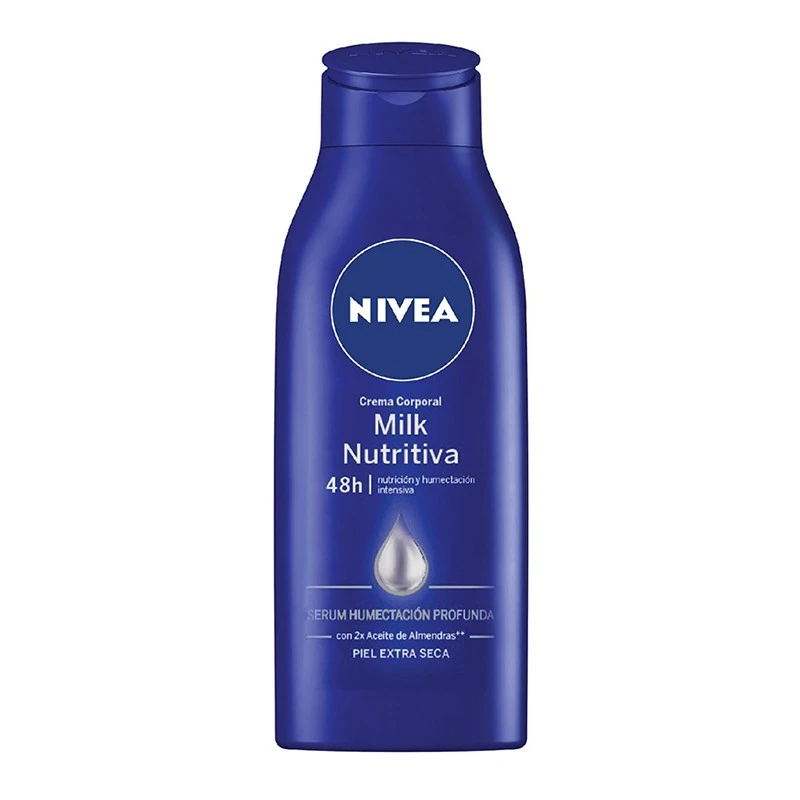 NIVEA
Crema Corporal
Milk
Nutritiva
48h | nutrición y humectación
intensiva
SERUM HUMECTACIÓN PROFUNDA
con 2x Aceite de Almendras**
PIEL EXTRA SECA